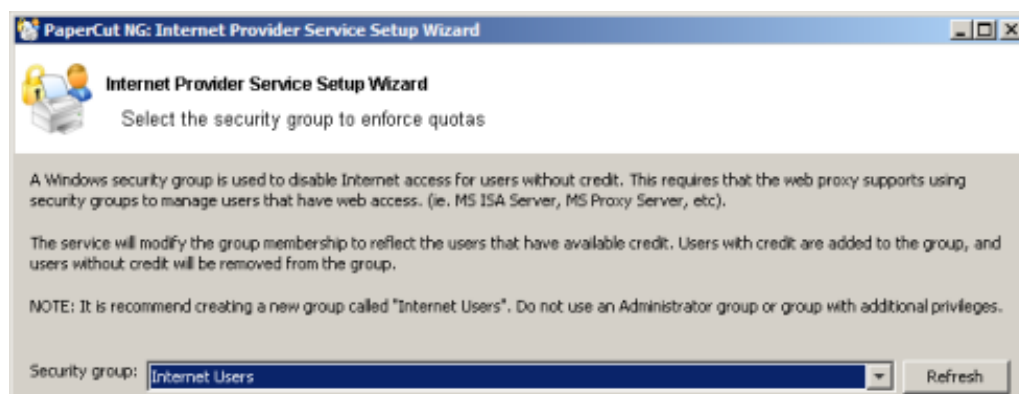 PaperCut NG: Internet Provider Service Setup Wizard
Internet Provider Service Setup Wizard
Select the security group to enforce quotas
A Windows security group is used to disable Internet access for users without credit. This requires that the web proxy supports using
security groups to manage users that have web access. (ie. MS ISA Server, MS Proxy Server, etc).
The service will modify the group membership to reflect the users that have available credit. Users with credit are added to the group, and
users without credit will be removed from the group.
NOTE: It is recommend creating a new group called "Internet Users". Do not use an Administrator group or group with additional privileges.
Security group: Internet Users Refresh